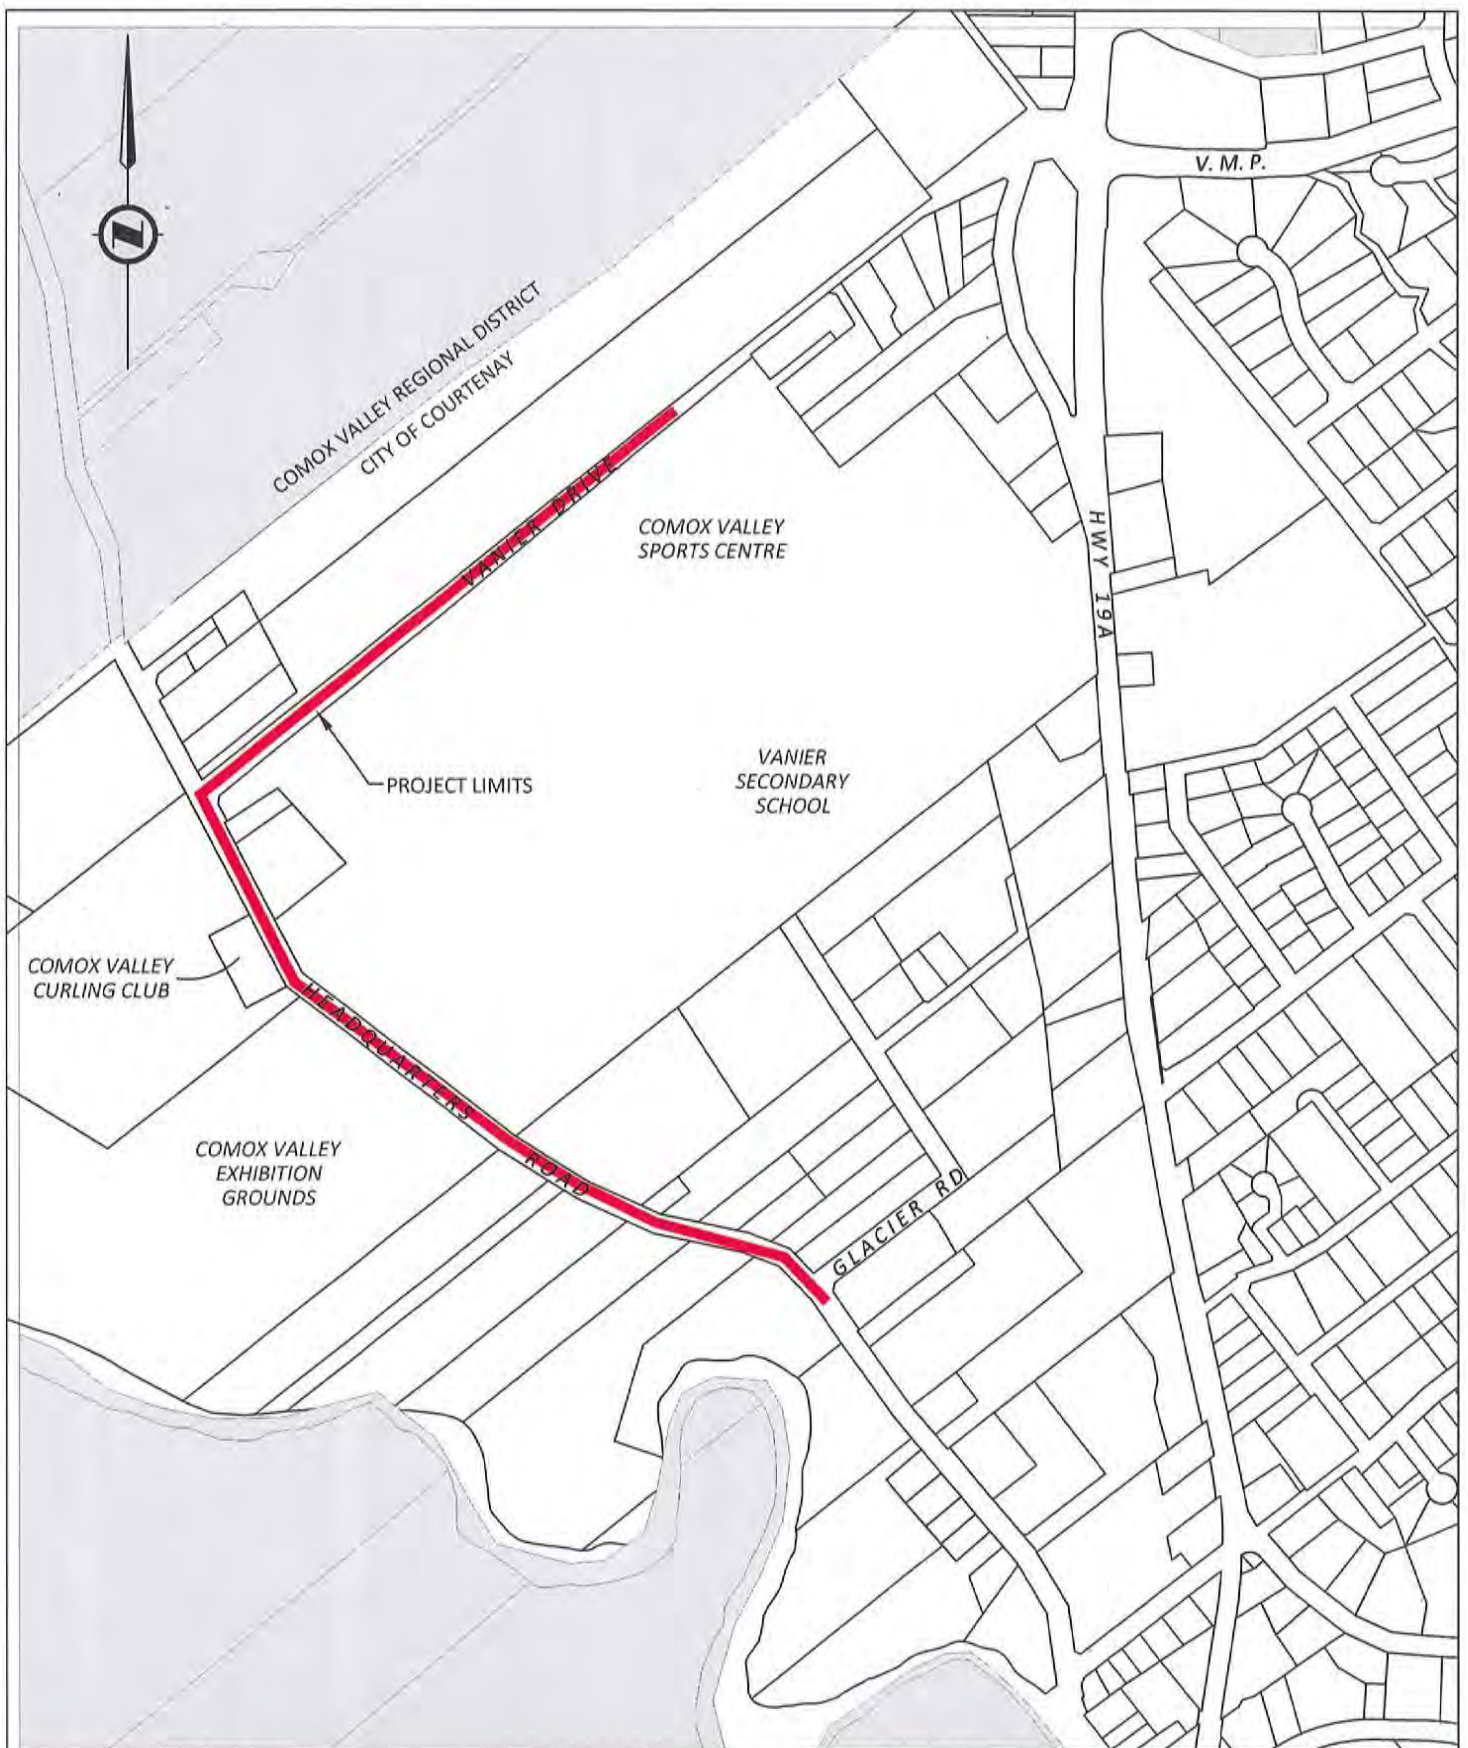 V. M. P.
COMOX VALLEY REGIONAL DISTRICT
CITY OF COURTENAY
VANIER DRIVE
COMOX VALLEY
SPORTS CENTRE
HWY 19A
PROJECT LIMITS
VANIER
SECONDARY
SCHOOL
COMOX VALLEY
CURLING CLUB
HEADQUARTERS ROAD
COMOX VALLEY
EXHIBITION
GROUNDS
GLACIER RD
N